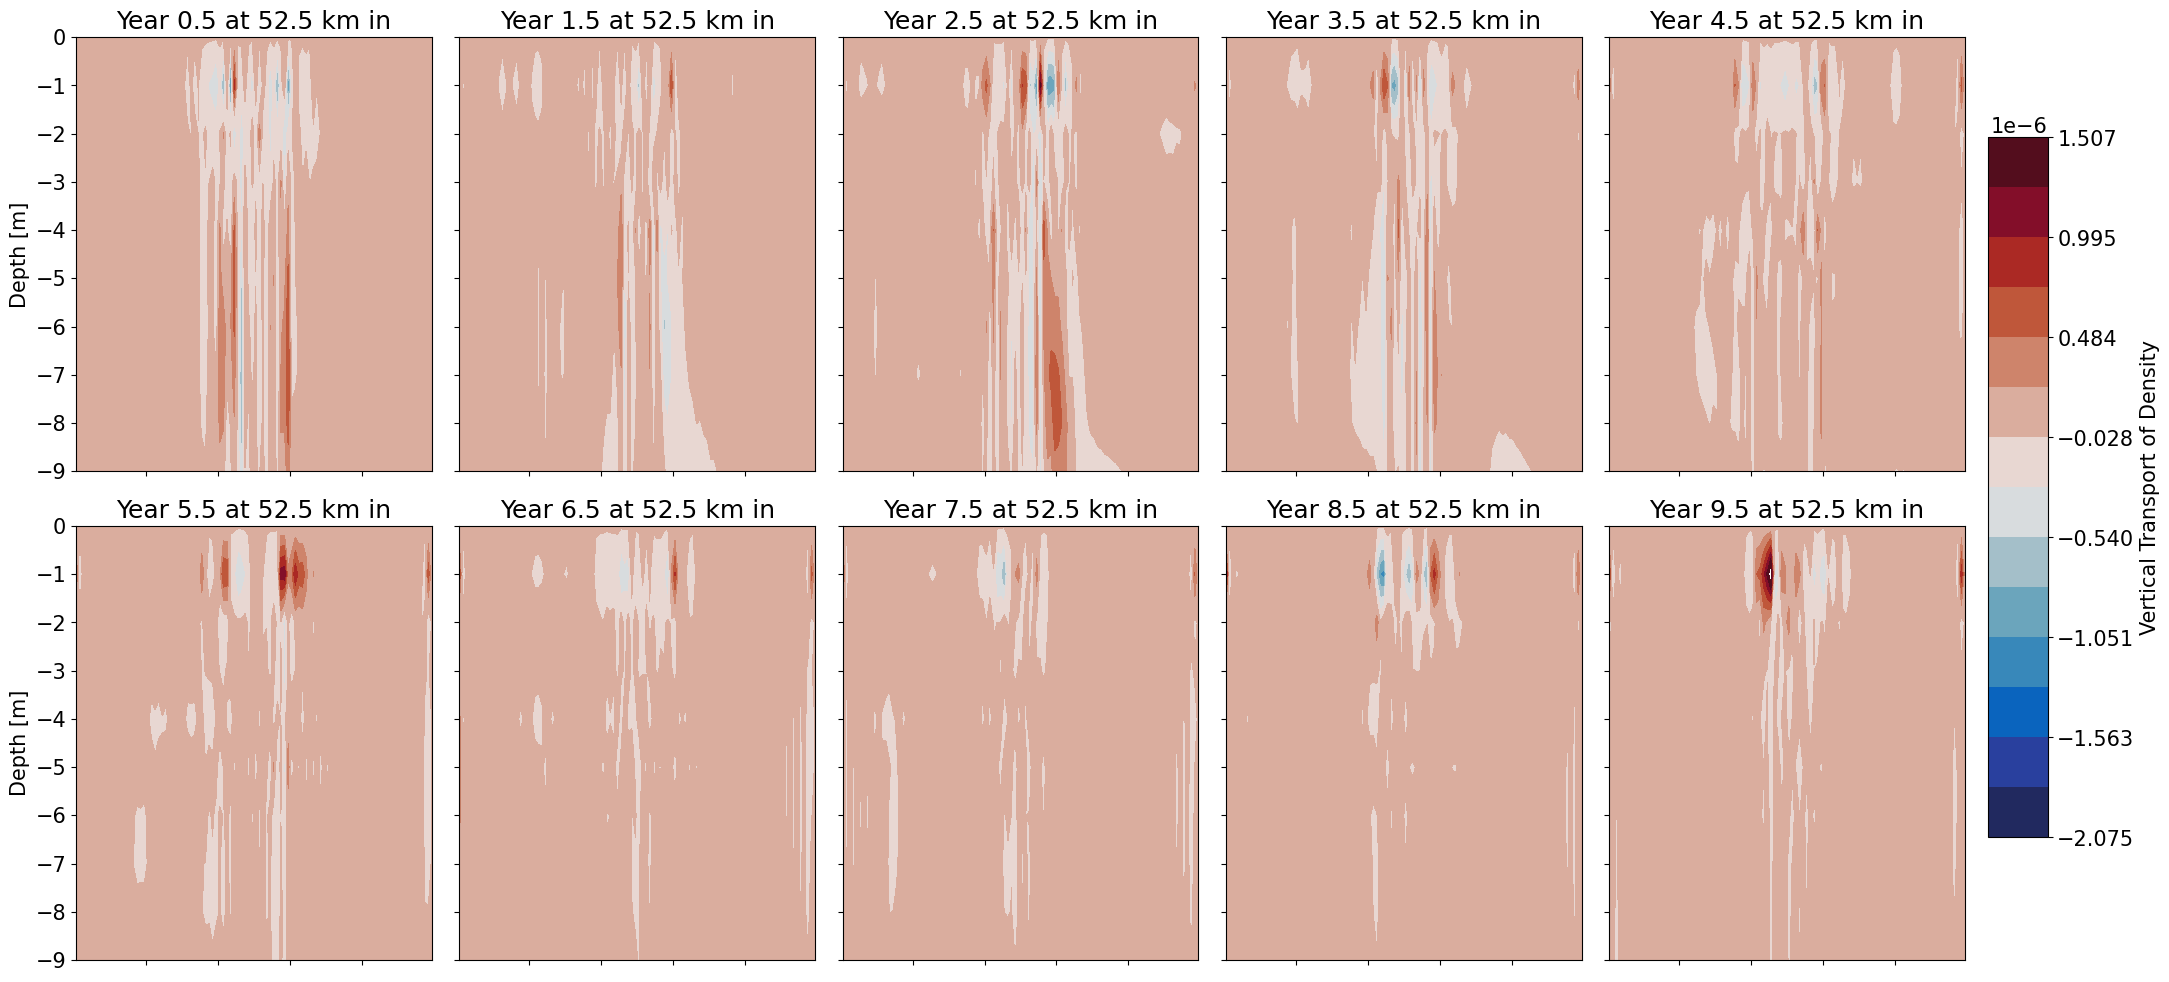 Year 0.5 at 52.5 km in
Year 1.5 at 52.5 km in
Year 2.5 at 52.5 km in
Year 3.5 at 52.5 km in
Year 4.5 at 52.5 km in
0
−1
−2
−3
−4
−5
−6
−7
−8
−9
Depth [m]
Year 5.5 at 52.5 km in
Year 6.5 at 52.5 km in
Year 7.5 at 52.5 km in
Year 8.5 at 52.5 km in
Year 9.5 at 52.5 km in
0
−1
−2
−3
−4
−5
−6
−7
−8
−9
Depth [m]
1e−6
1.507
0.995
0.484
−0.028
−0.540
−1.051
−1.563
−2.075
Vertical Transport of Density